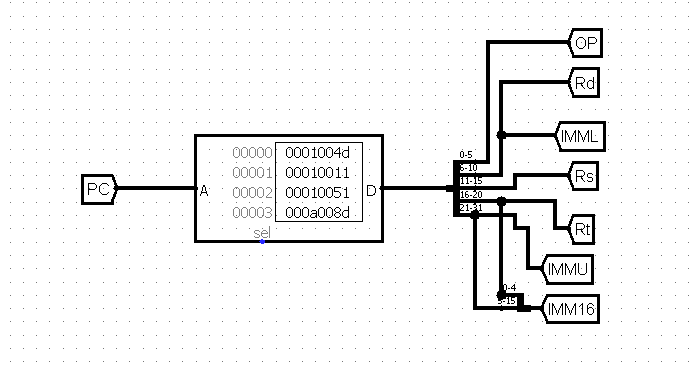 OP
Rd
IMML
Rs
Rt
IMMU
IMM16
PC
A
00000 0001004d
00001 00010011
00002 00010051
00003 000a008d
D
sel
0-5
6-10
11-15
16-20
21-31
0-4
5-15